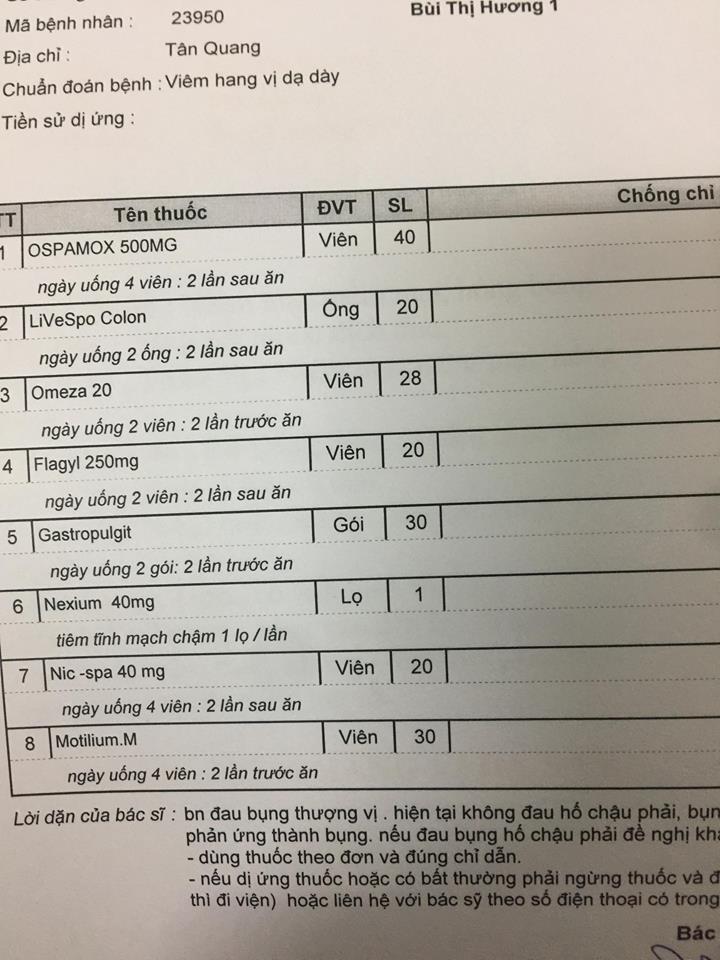 Bùi Thị Hương 1
Mã bệnh nhân : 23950
Địa chỉ : Tân Quang
Chuẩn đoán bệnh : Viêm hang vị dạ dày
Tiền sử dị ứng :
TT Tên thuốc ĐVT SL Chống chỉ
1 OSPAMOX 500MG Viên 40
ngày uống 4 viên : 2 lần sau ăn
2 LiVeSpo Colon Ống 20
ngày uống 2 ống : 2 lần sau ăn
3 Omeza 20 Viên 28
ngày uống 2 viên : 2 lần trước ăn
4 Flagyl 250mg Viên 20
ngày uống 2 viên : 2 lần sau ăn
5 Gastropulgit Gói 30
ngày uống 2 gói: 2 lần trước ăn
6 Nexium 40mg Lọ 1
tiêm tĩnh mạch chậm 1 lọ / lần
7 Nic -spa 40 mg Viên 20
ngày uống 4 viên : 2 lần sau ăn
8 Motilium.M Viên 30
ngày uống 4 viên : 2 lần trước ăn
Lời dặn của bác sĩ : bn đau bụng thượng vị . hiện tại không đau hố chậu phải, bụn
phản ứng thành bụng. nếu đau bụng hố chậu phải đề nghị khá
- dùng thuốc theo đơn và đúng chỉ dẫn.
- nếu dị ứng thuốc hoặc có bất thường phải ngừng thuốc và đ
thì đi viện) hoặc liên hệ với bác sỹ theo số điện thoại có trong
Bác